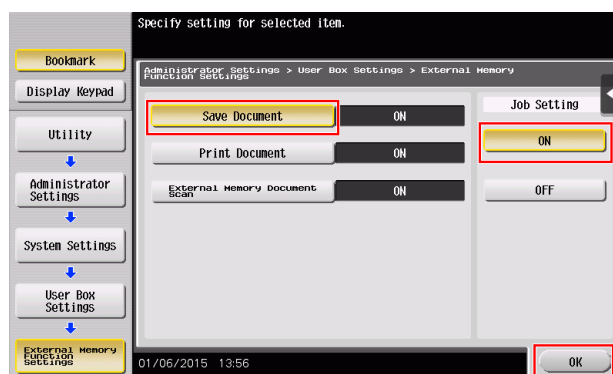 Specify setting for selected item.
Bookmark
Display Keypad
Utility
Administrator
Settings
System Settings
User Box
Settings
External Memory
Function
Settings
Administrator Settings > User Box Settings > External Memory
Function Settings
Save Document
ON
Print Document
ON
External Memory Document
Scan
ON
Job Setting
ON
OFF
01/06/2015 13:56
OK